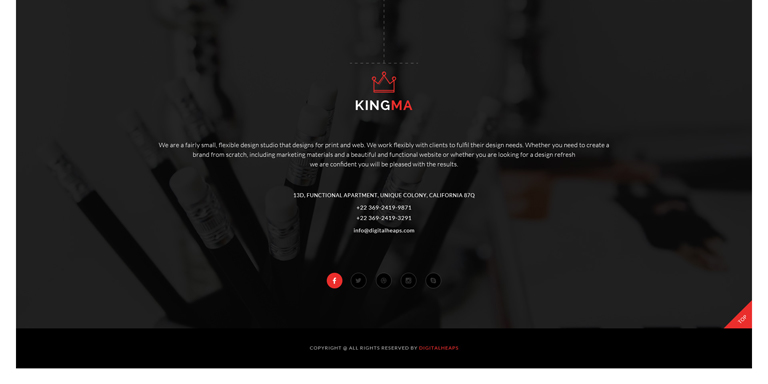 KINGMA
We are a fairly small, flexible design studio that designs for print and web. We work flexibly with clients to fulfil their design needs. Whether you need to create a
brand from scratch, including marketing materials and a beautiful and functional website or whether you are looking for a design refresh
we are confident you will be pleased with the results.
13D, FUNCTIONAL APARTMENT, UNIQUE COLONY, CALIFORNIA 87Q
+22 369-2419-9871
+22 369-2419-3291
info@digitalheaps.com
TOP
COPYRIGHT @ ALL RIGHTS RESERVED BY DIGITALHEAPS